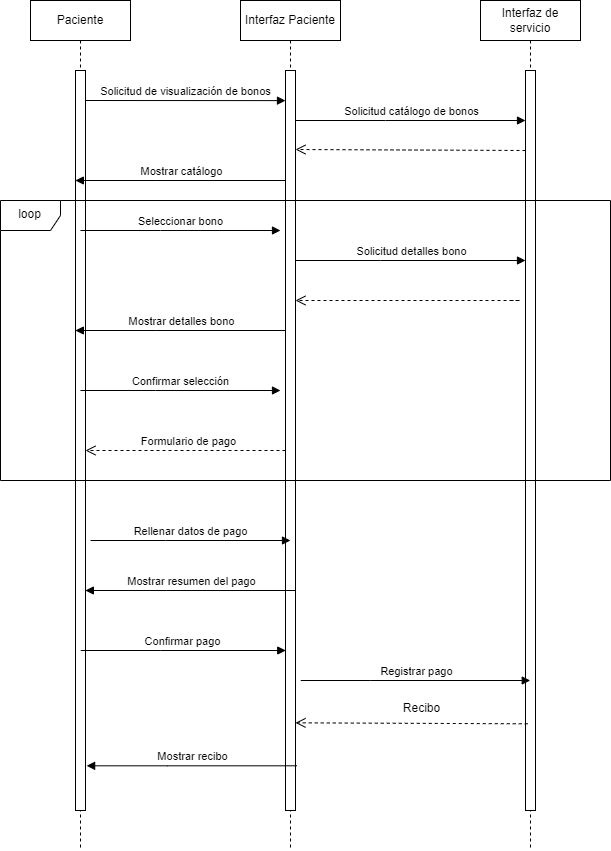 Paciente
Interfaz Paciente
Interfaz de
servicio
Solicitud de visualización de bonos
Solicitud catálogo de bonos
Mostrar catálogo
loop
Seleccionar bono
Solicitud detalles bono
Mostrar detalles bono
Confirmar selección
Formulario de pago
Rellenar datos de pago
Mostrar resumen del pago
Confirmar pago
Registrar pago
Recibo
Mostrar recibo